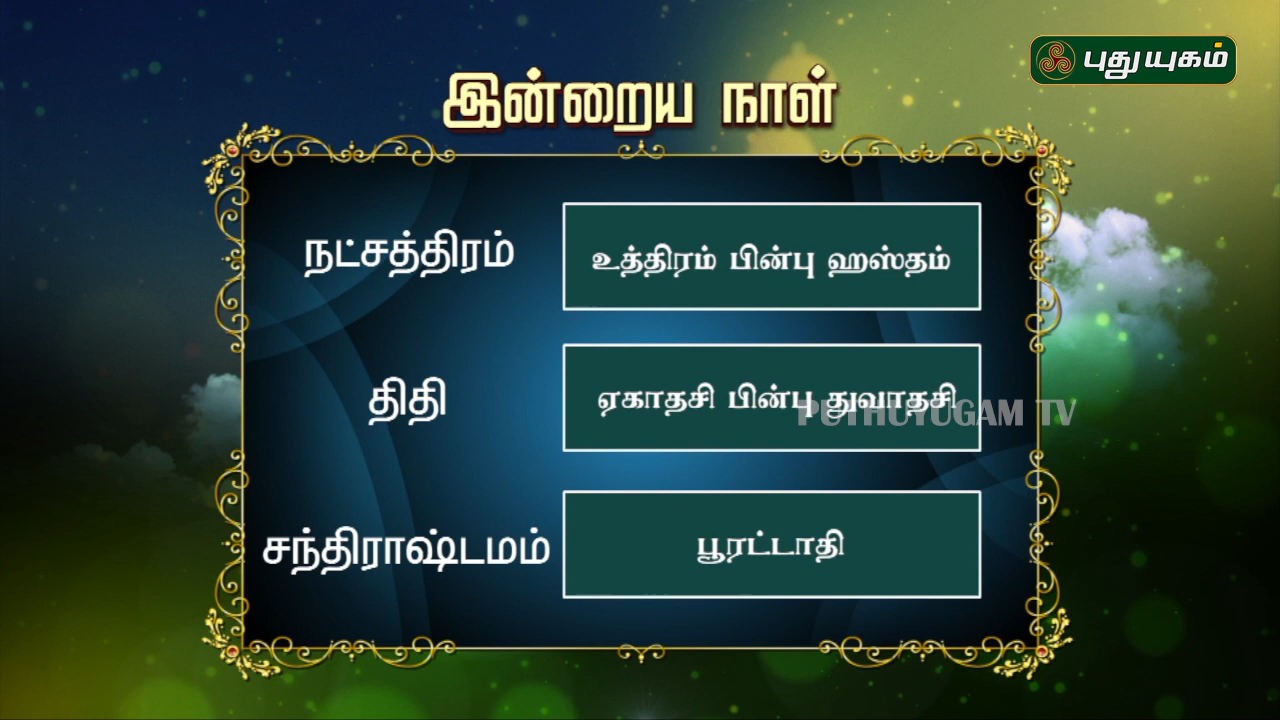 புதுயுகம்
இன்றைய நாள்
நட்சத்திரம்
உத்திரம் பின்பு ஹஸ்தம்
திதி
ஏகாதசி பின்பு துவாதசி
PUTHUYUGAM TV
சந்திராஷ்டமம்
பூரட்டாதி